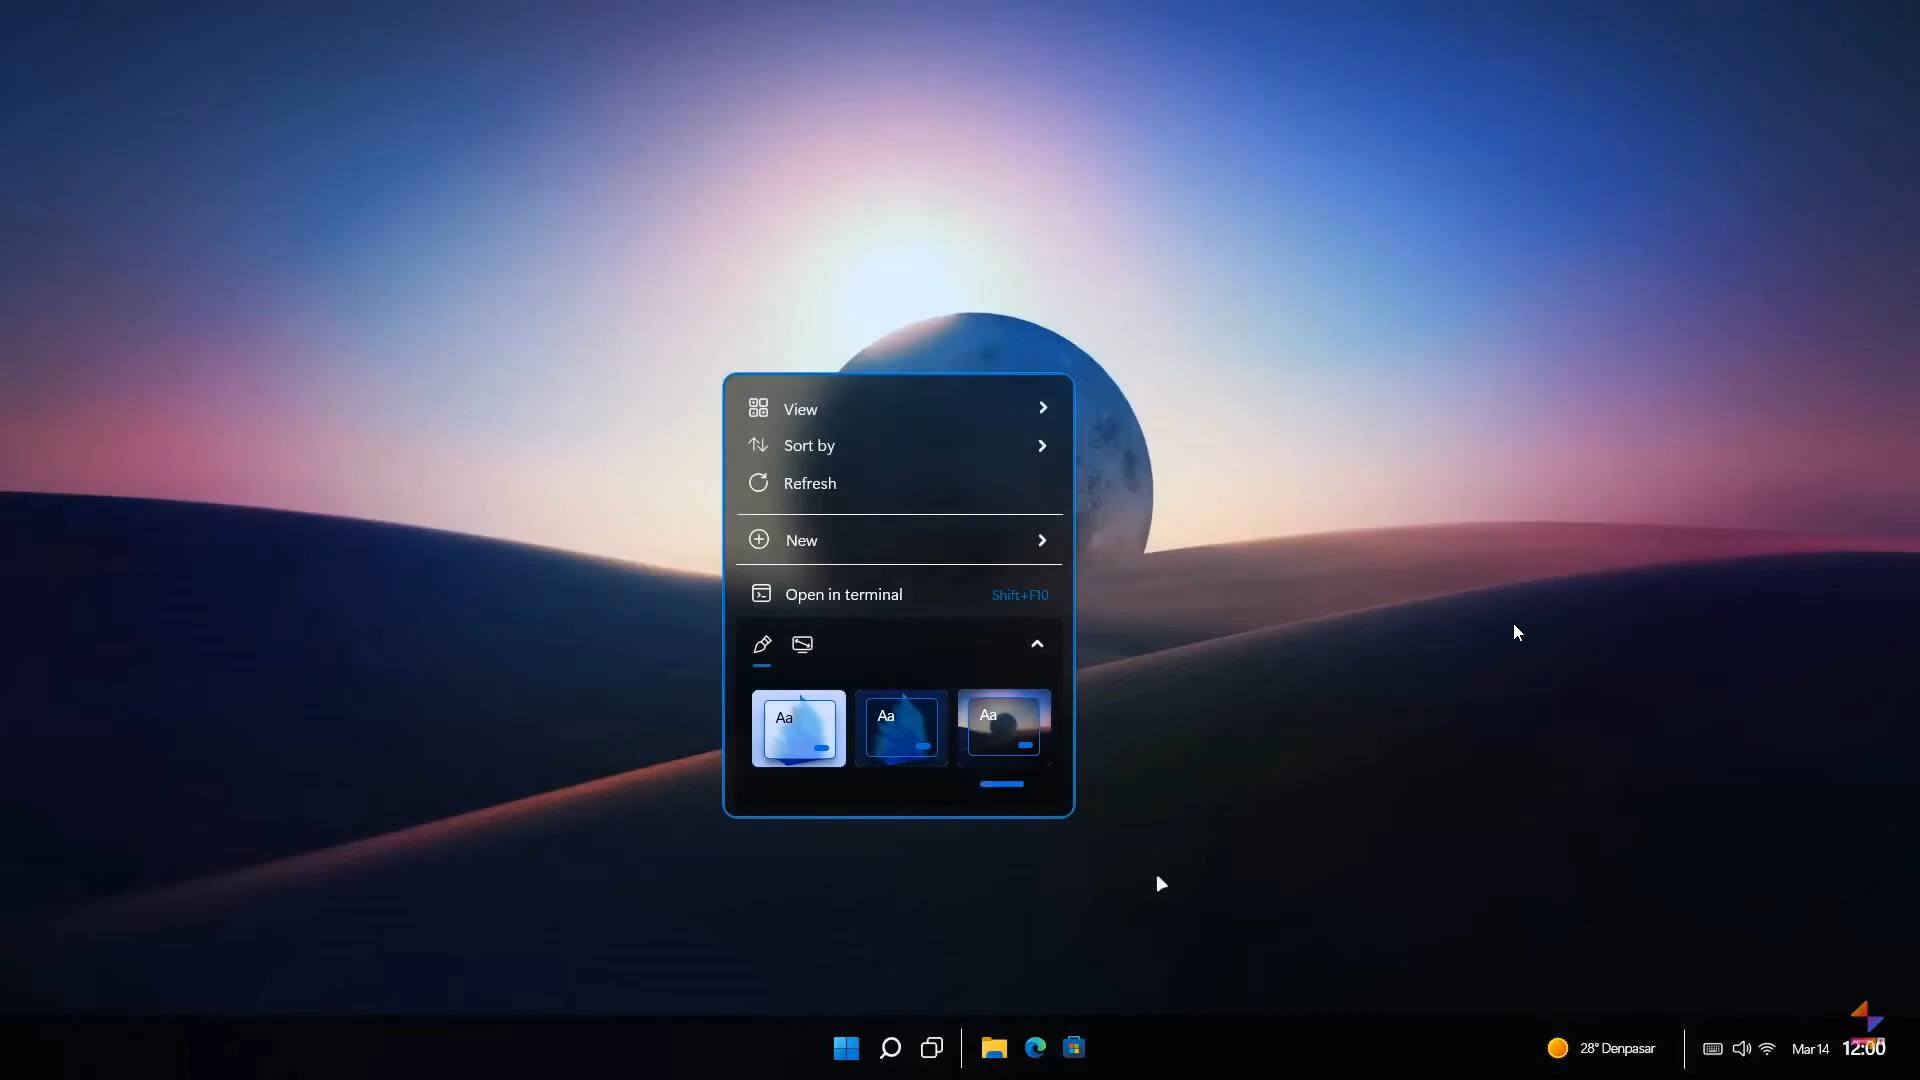 View
Sort by
Refresh
New
Open in terminal Shift+F10
Aa Aa Aa
28° Denpasar Mar 14 12:00